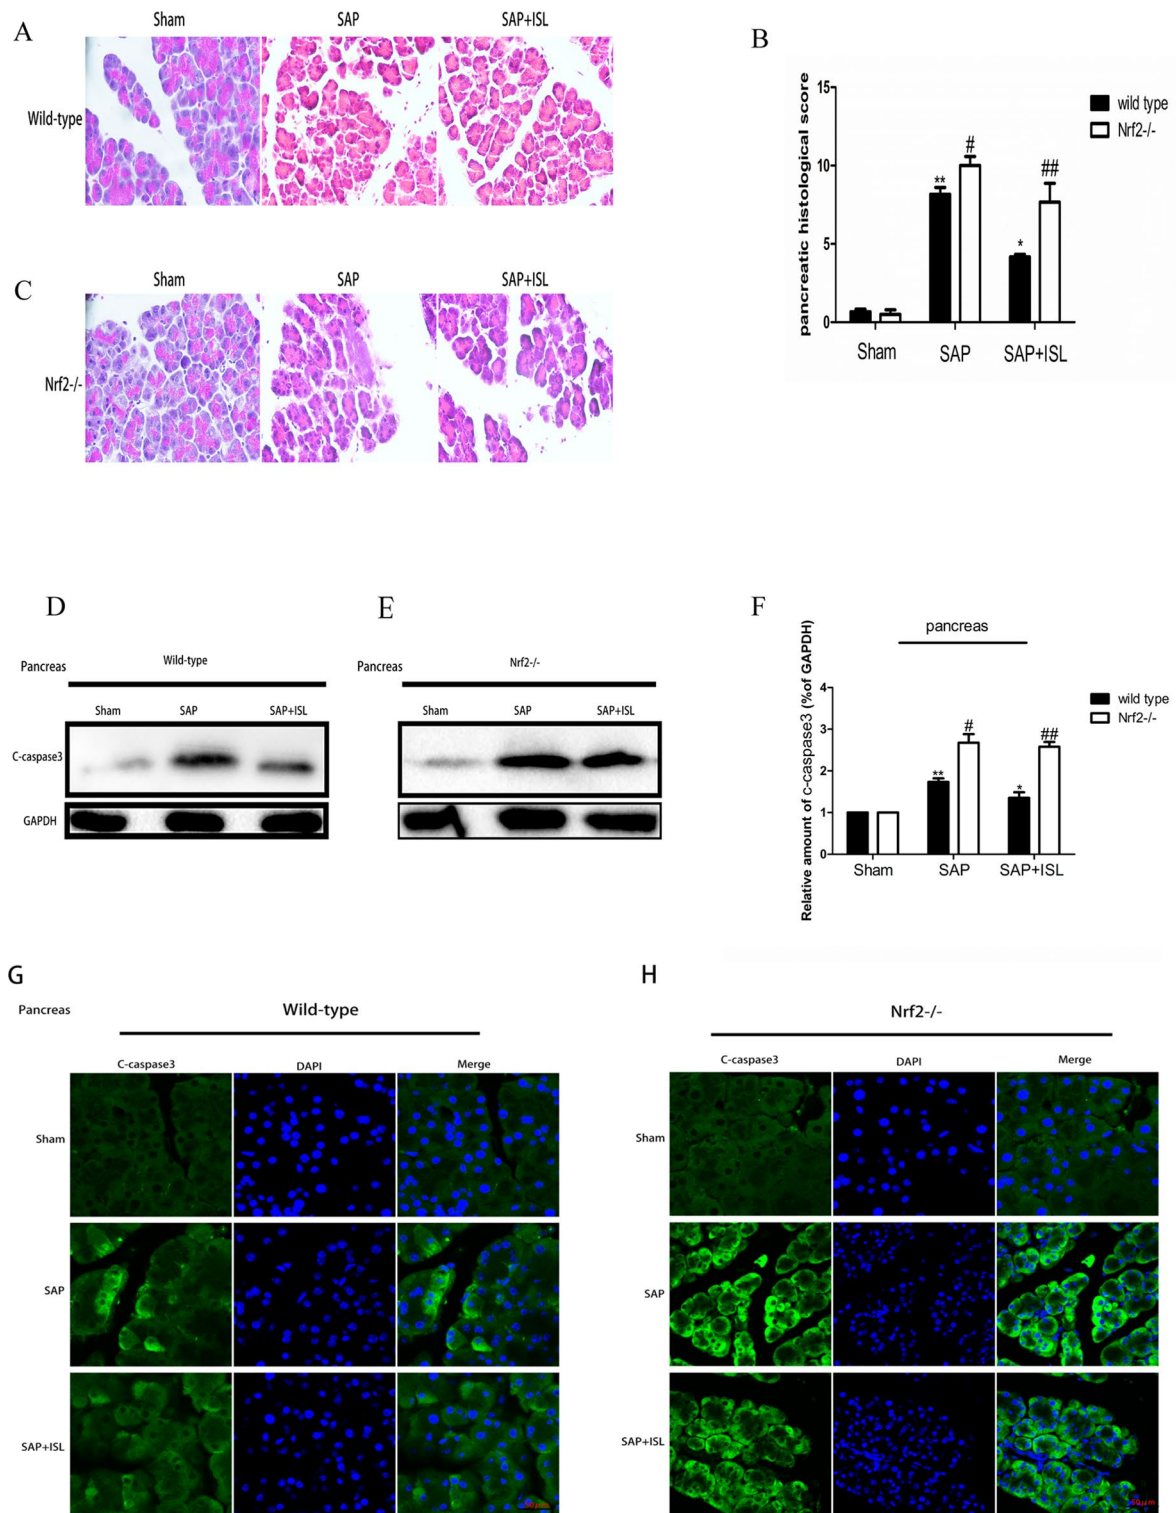 A
Sham SAP SAP+ISL
Wild-type
B
pancreatic histological score
15
10
5
0
** # * ##
Sham SAP SAP+ISL
wild type
Nrf2-/-
C
Sham SAP SAP+ISL
Nrf2-/-
D
Pancreas Wild-type
Sham SAP SAP+ISL
C-caspase3
GAPDH
E
Pancreas Nrf2-/-
Sham SAP SAP+ISL
F
pancreas
Relative amount of c-caspase3 (%of GAPDH)
4
3
2
1
0
** # * ##
Sham SAP SAP+ISL
wild type
Nrf2-/-
G
Pancreas Wild-type
C-caspase3 DAPI Merge
Sham
SAP
SAP+ISL
H
Nrf2-/-
C-caspase3 DAPI Merge
Sham
SAP
SAP+ISL